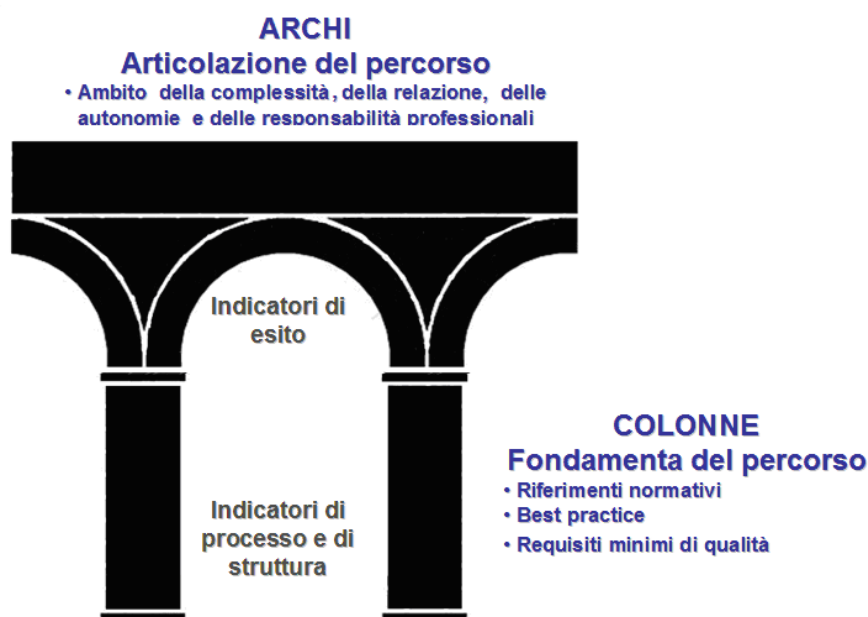 ARCHI
Articolazione del percorso
• Ambito della complessità, della relazione, delle
autonomie e delle responsabilità professionali
Indicatori di
esito
COLONNE
Fondamenta del percorso
• Riferimenti normativi
• Best practice
• Requisiti minimi di qualità
Indicatori di
processo e di
struttura